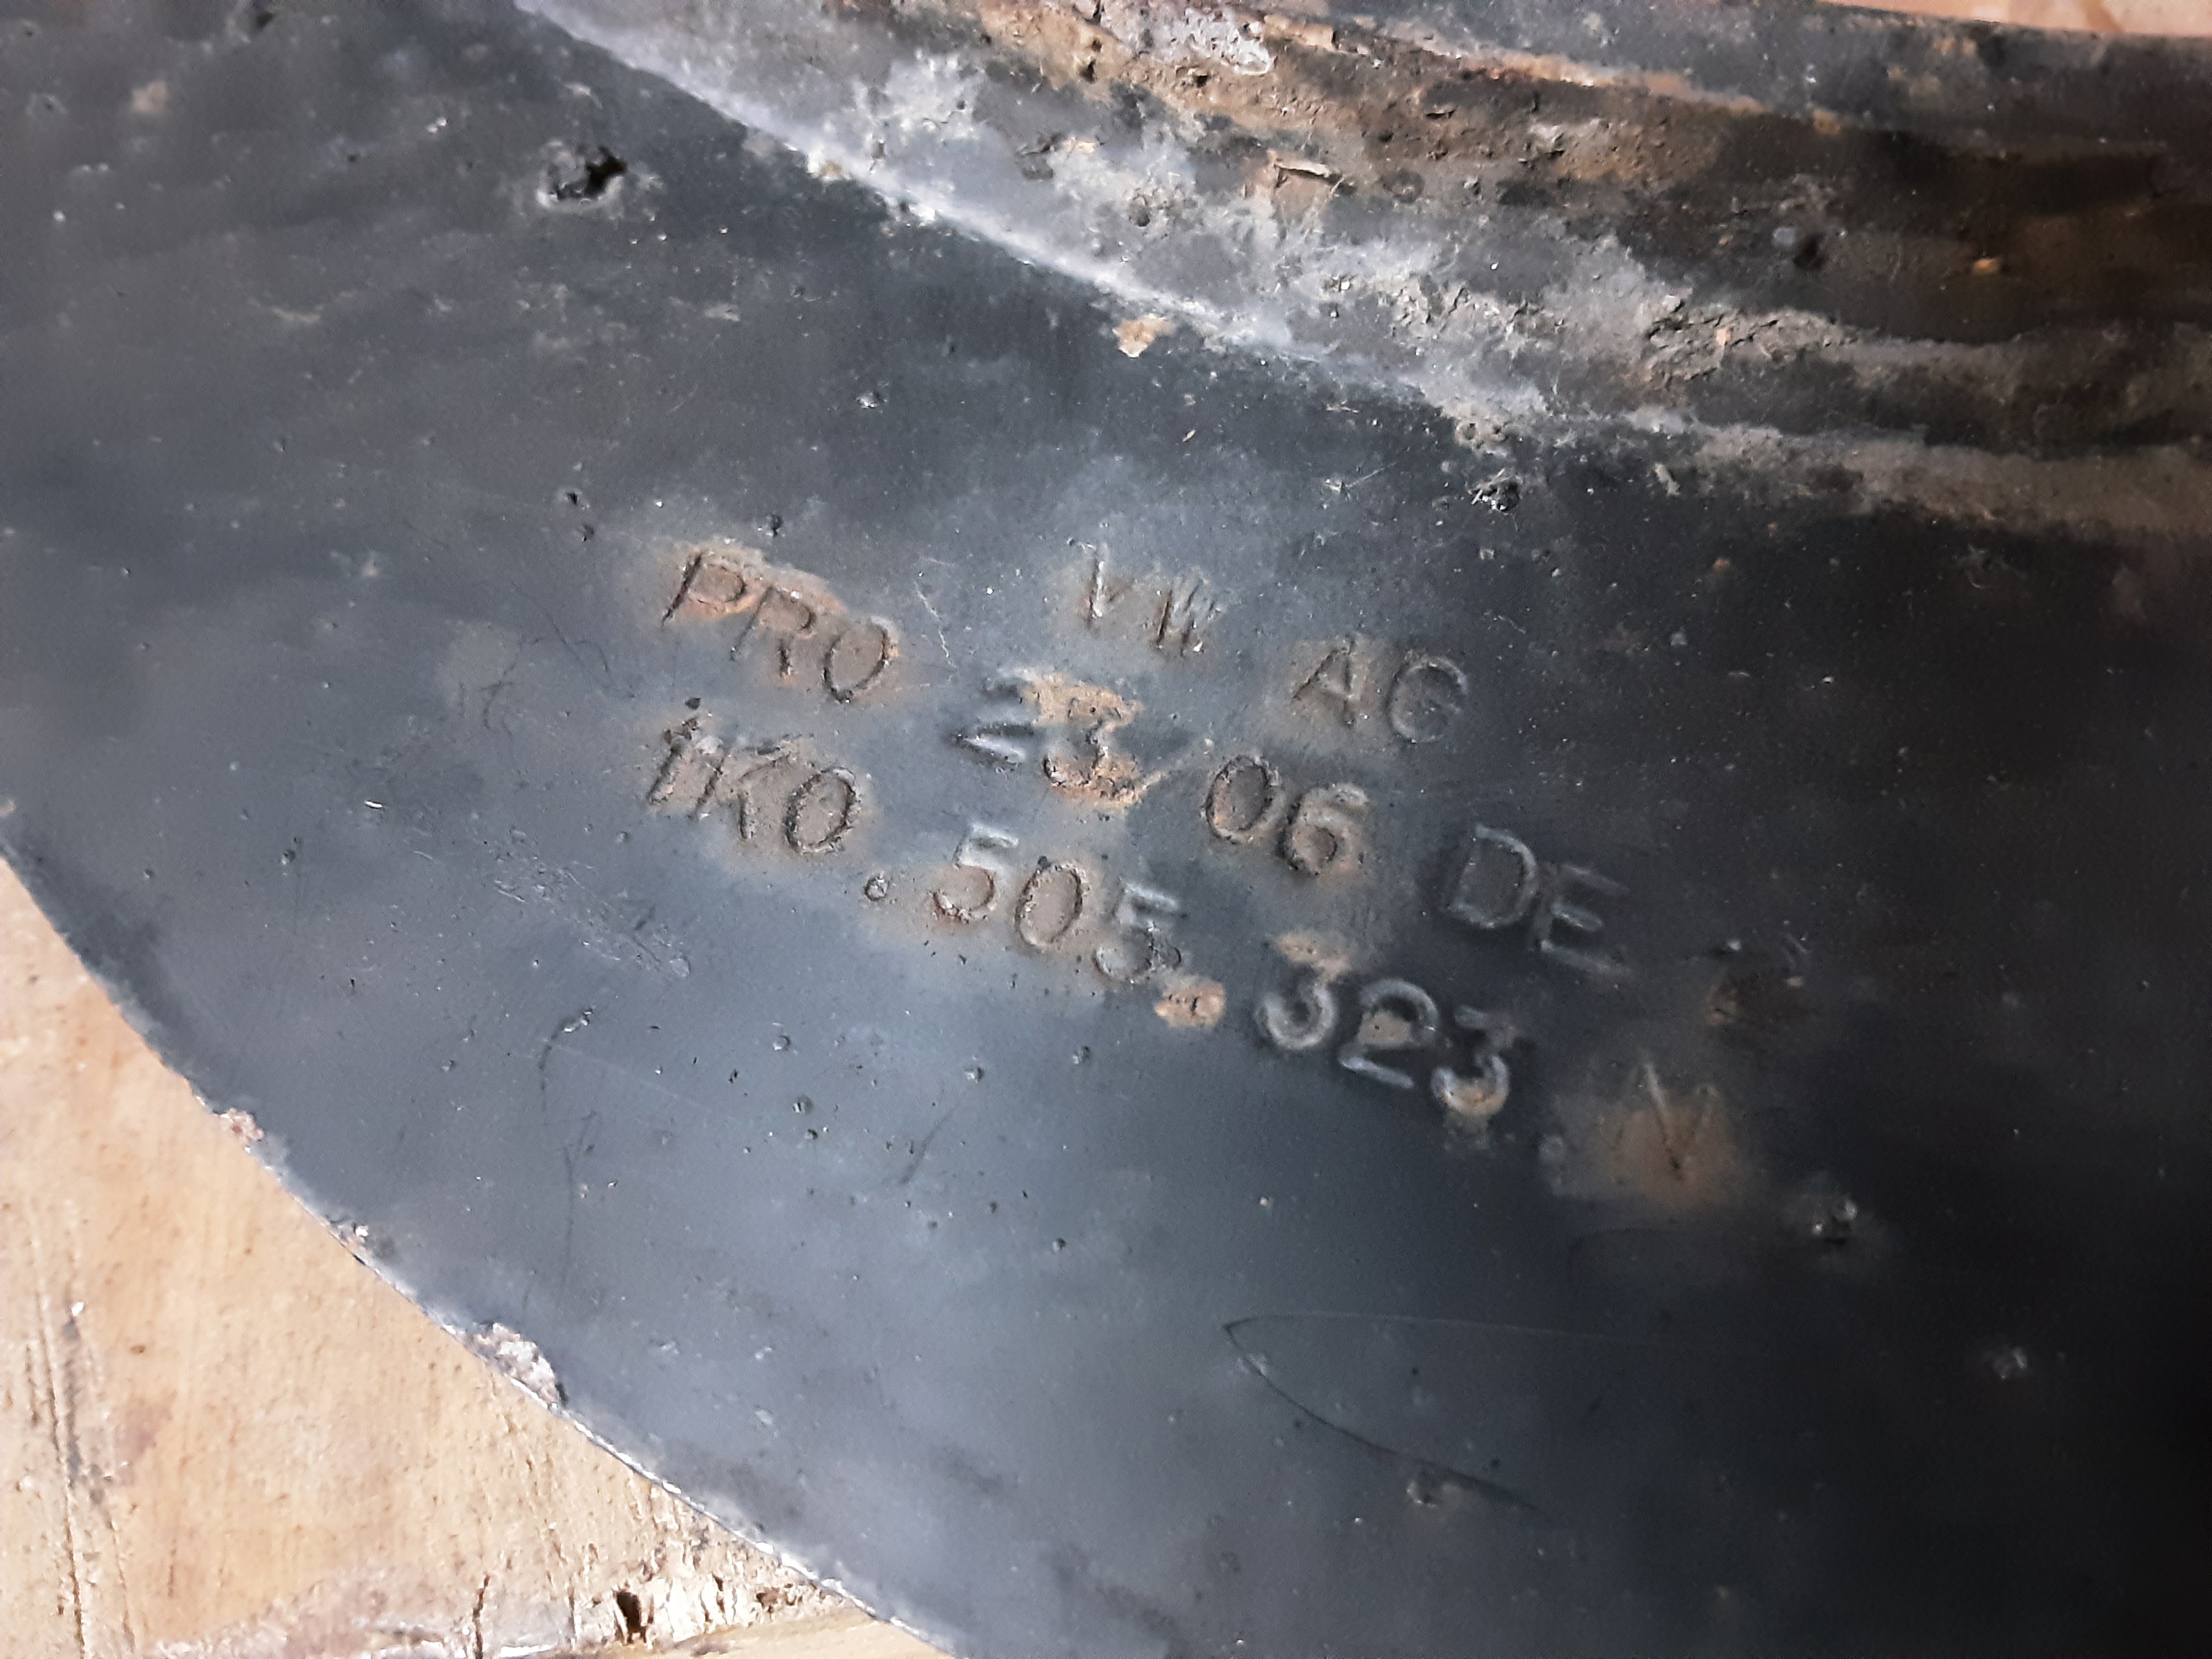 VW AG
PRO 23/06 DE
1K0.505.323.N